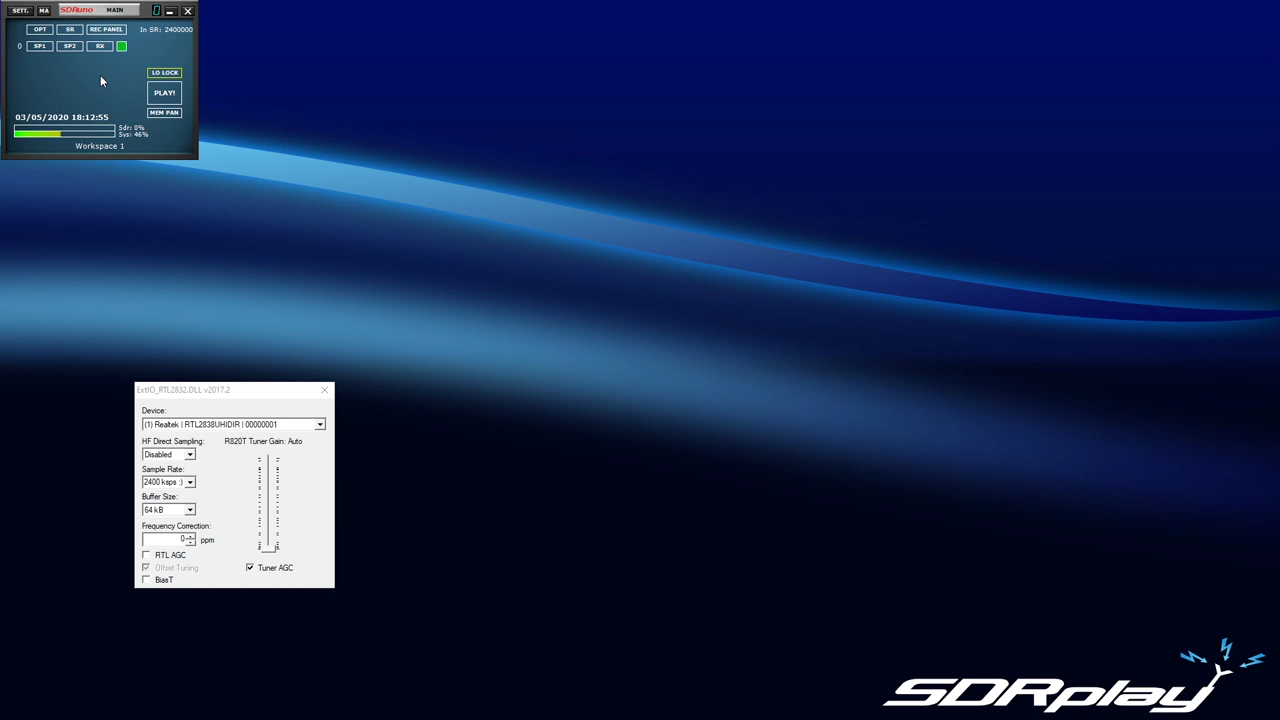 SETT. MA SDRuno MAIN 0
OPT SR REC PANEL In SR: 2400000
0 SP1 SP2 RX
LO LOCK
PLAY!
MEM PAN
03/05/2020 18:12:55
Sdr: 0%
Sys: 46%
Workspace 1
ExtIO_RTL2832.DLL v2017.2
Device:
(1) Realtek | RTL2838UHIDIR | 00000001
HF Direct Sampling: R820T Tuner Gain: Auto
Disabled
Sample Rate:
2400 ksps :)
Buffer Size:
64 kB
Frequency Correction:
0 ppm
RTL AGC
Offset Tuning Tuner AGC
BiasT
SDRplay